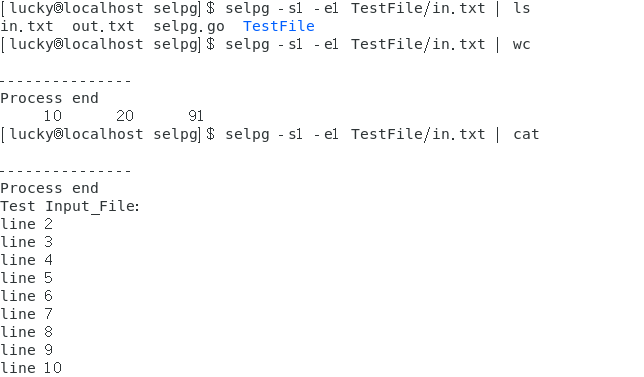 [lucky@localhost selpg]$ selpg -s1 -e1 TestFile/in.txt | ls
in.txt  out.txt  selpg.go  TestFile
[lucky@localhost selpg]$ selpg -s1 -e1 TestFile/in.txt | wc
---------------
Process end
     10      20      91
[lucky@localhost selpg]$ selpg -s1 -e1 TestFile/in.txt | cat
---------------
Process end
Test Input_File:
line 2
line 3
line 4
line 5
line 6
line 7
line 8
line 9
line 10